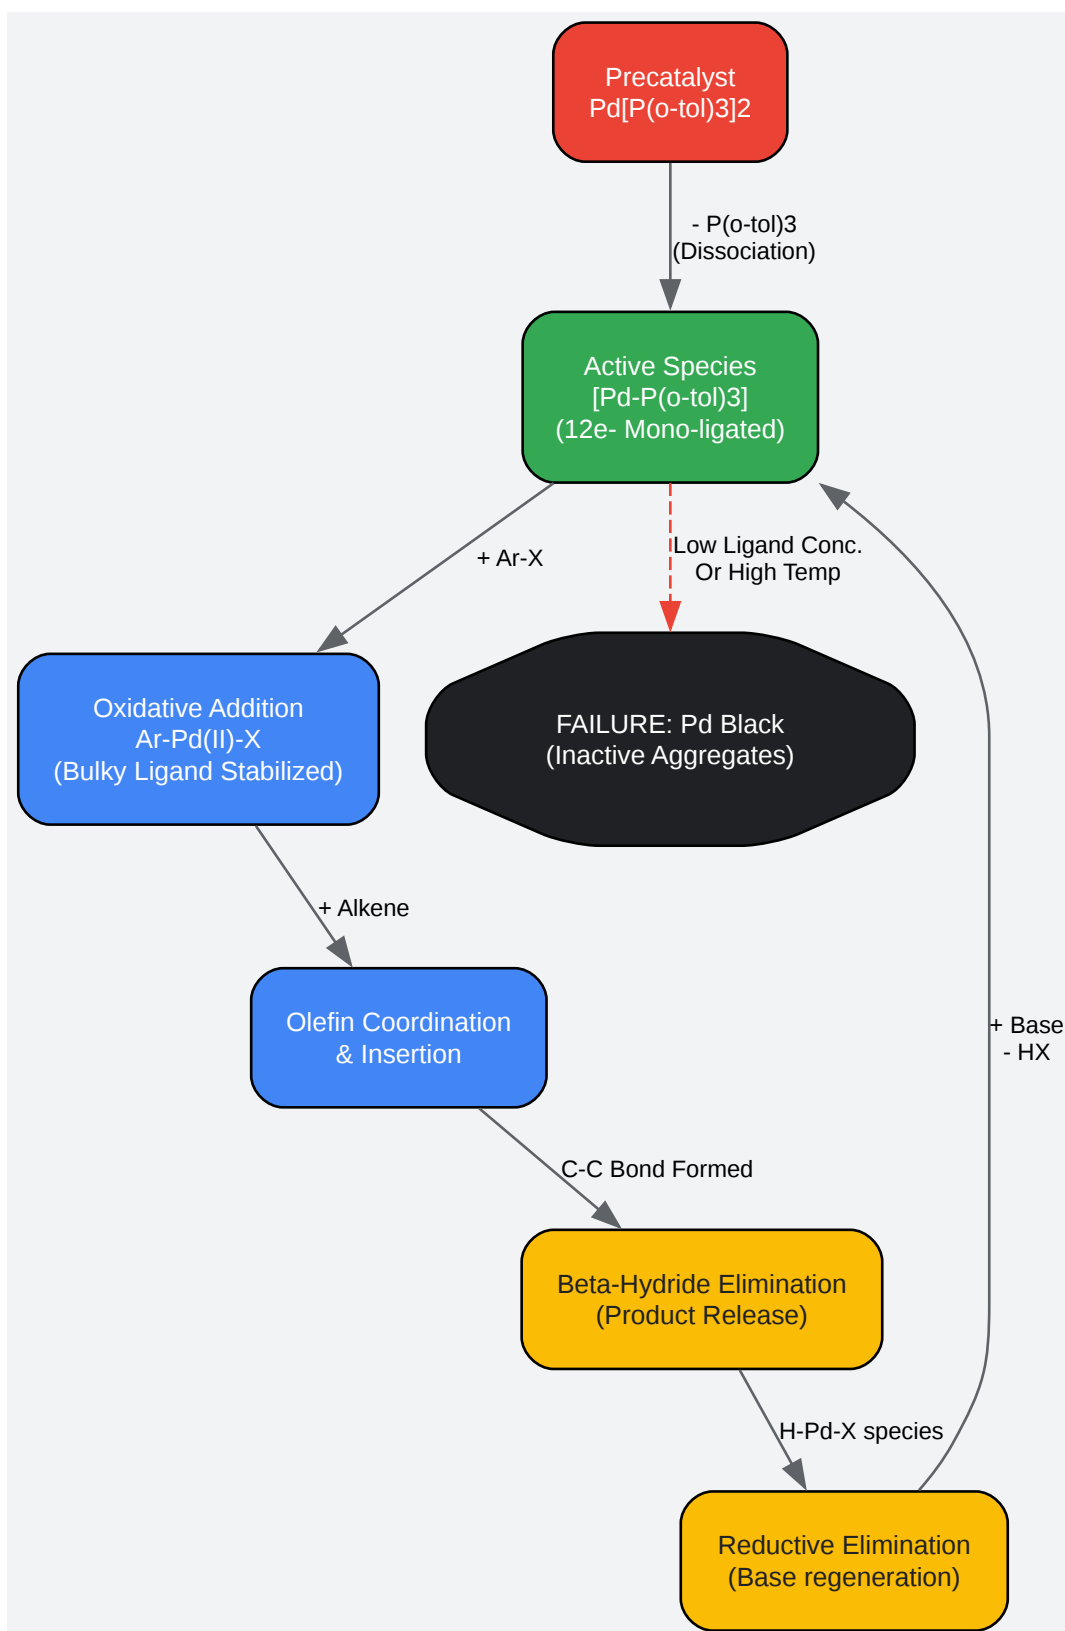 Precatalyst
Pd[P(o-tol)3]2
- P(o-tol)3
(Dissociation)
Active Species
[Pd-P(o-tol)3]
(12e- Mono-ligated)
+ Ar-X
Low Ligand Conc.
Or High Temp
Oxidative Addition
Ar-Pd(II)-X
(Bulky Ligand Stabilized)
FAILURE: Pd Black
(Inactive Aggregates)
+ Alkene
Olefin Coordination
& Insertion
+ Base
- HX
C-C Bond Formed
Beta-Hydride Elimination
(Product Release)
H-Pd-X species
Reductive Elimination
(Base regeneration)